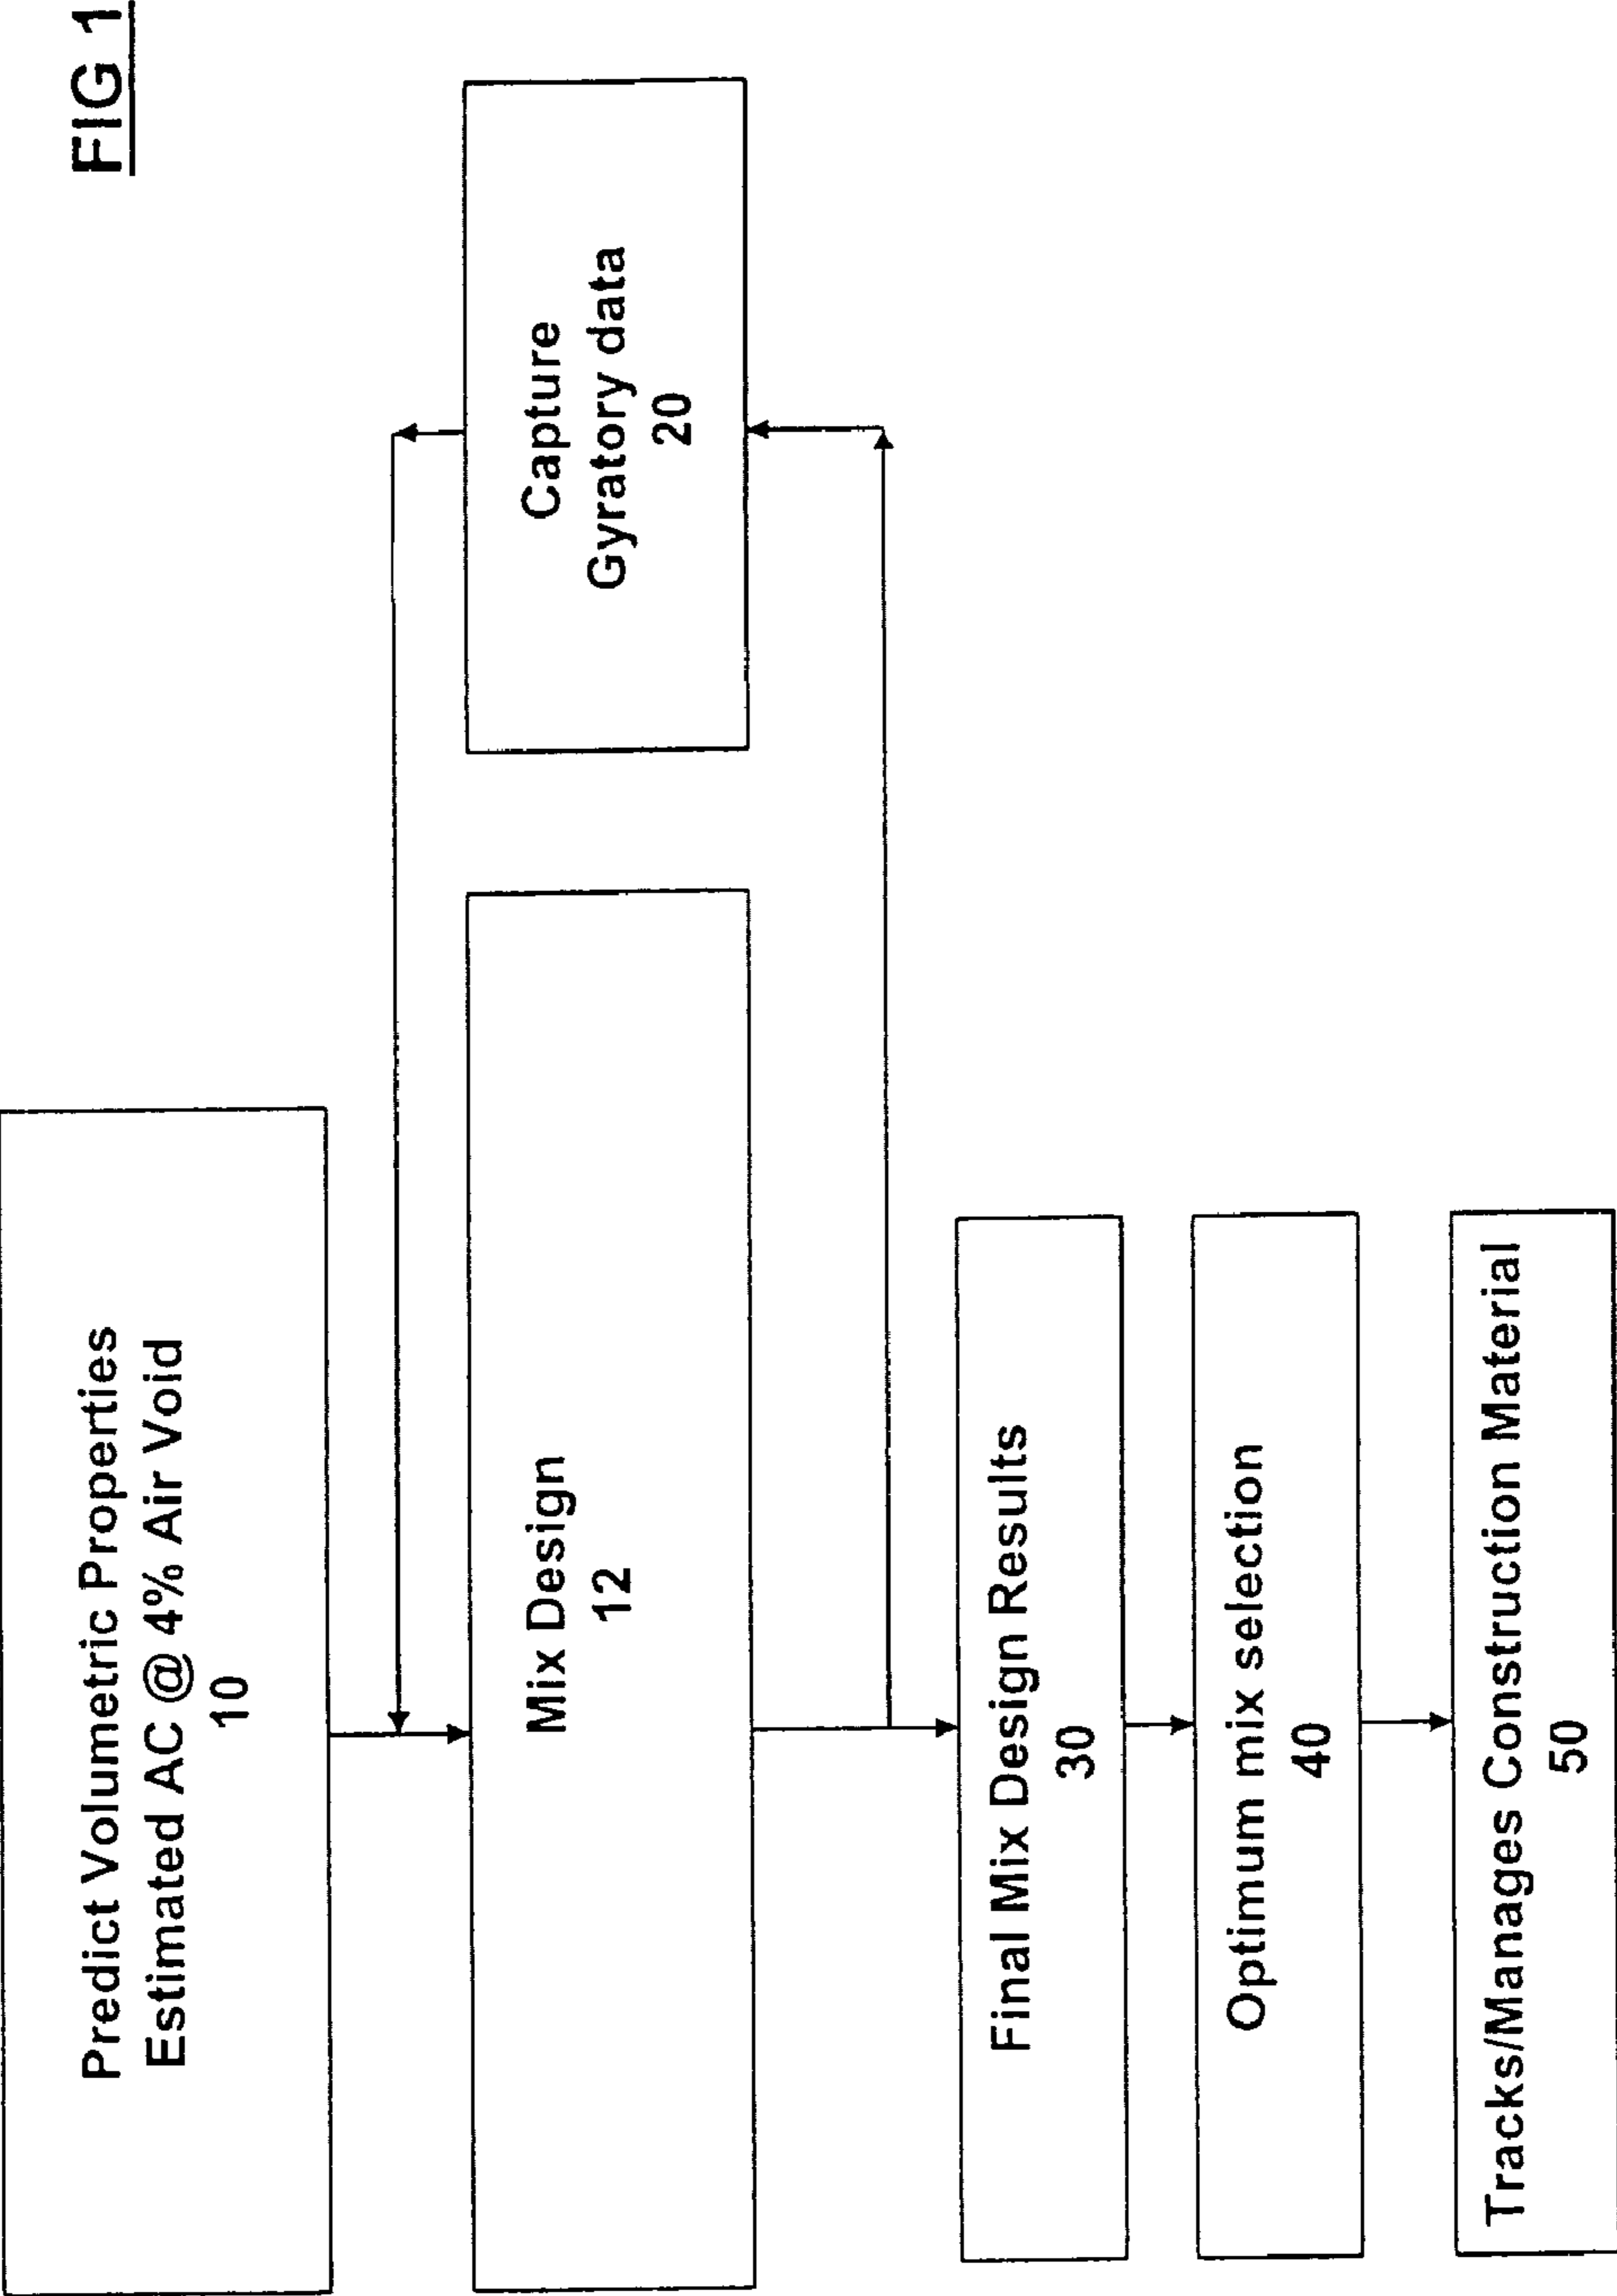 FIG 1
Predict Volumetric Properties
Estimated AC @ 4% Air Void
10
Mix Design
12
Capture
Gyratory data
20
Final Mix Design Results
30
Optimum mix selection
40
Tracks/Manages Construction Material
50